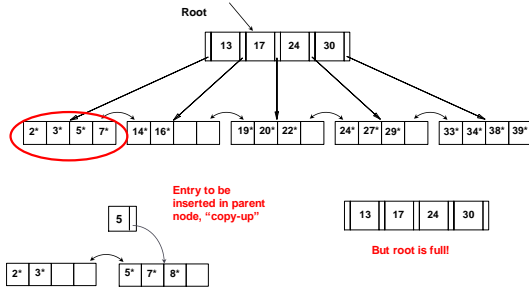 Root
13 17 24 30
2* 3* 5* 7* 14* 16* 19* 20* 22* 24* 27* 29* 33* 34* 38* 39*
Entry to be
inserted in parent
node, “copy-up”
5
13 17 24 30
But root is full!
2* 3* 5* 7* 8*